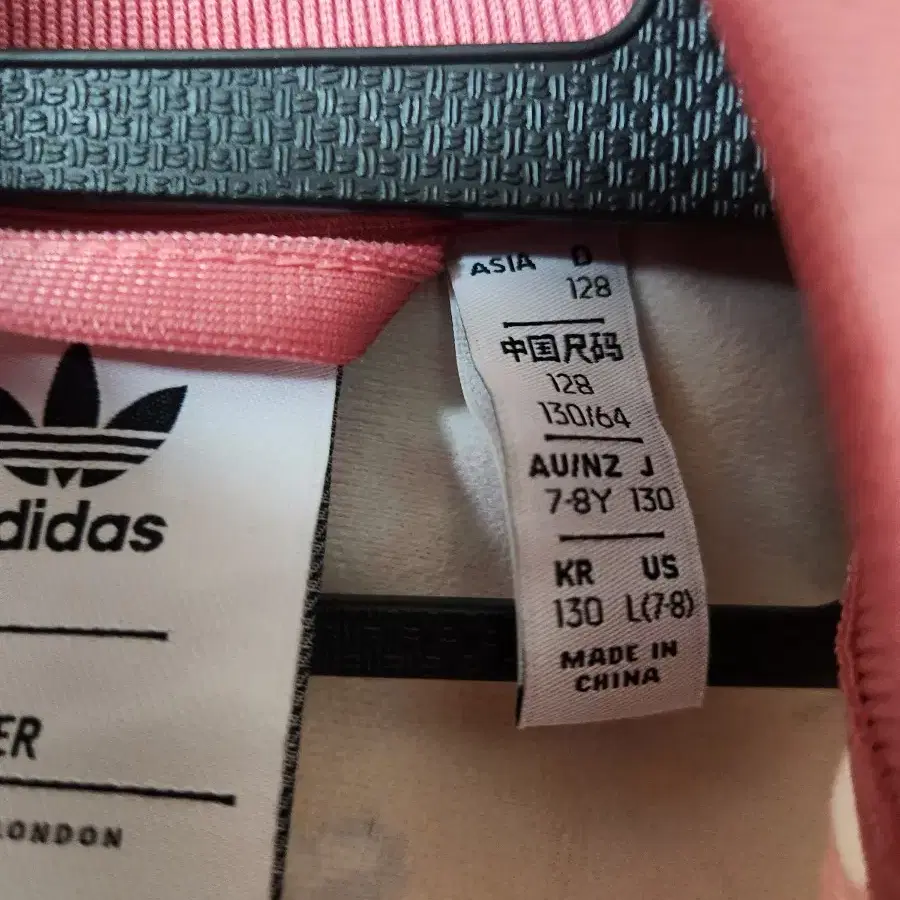 adidas
ER
LONDON
ASIA D
128
中国尺码
128
130/64
AU/NZ J
7-8Y 130
KR US
130 L(7-8)
MADE IN
CHINA